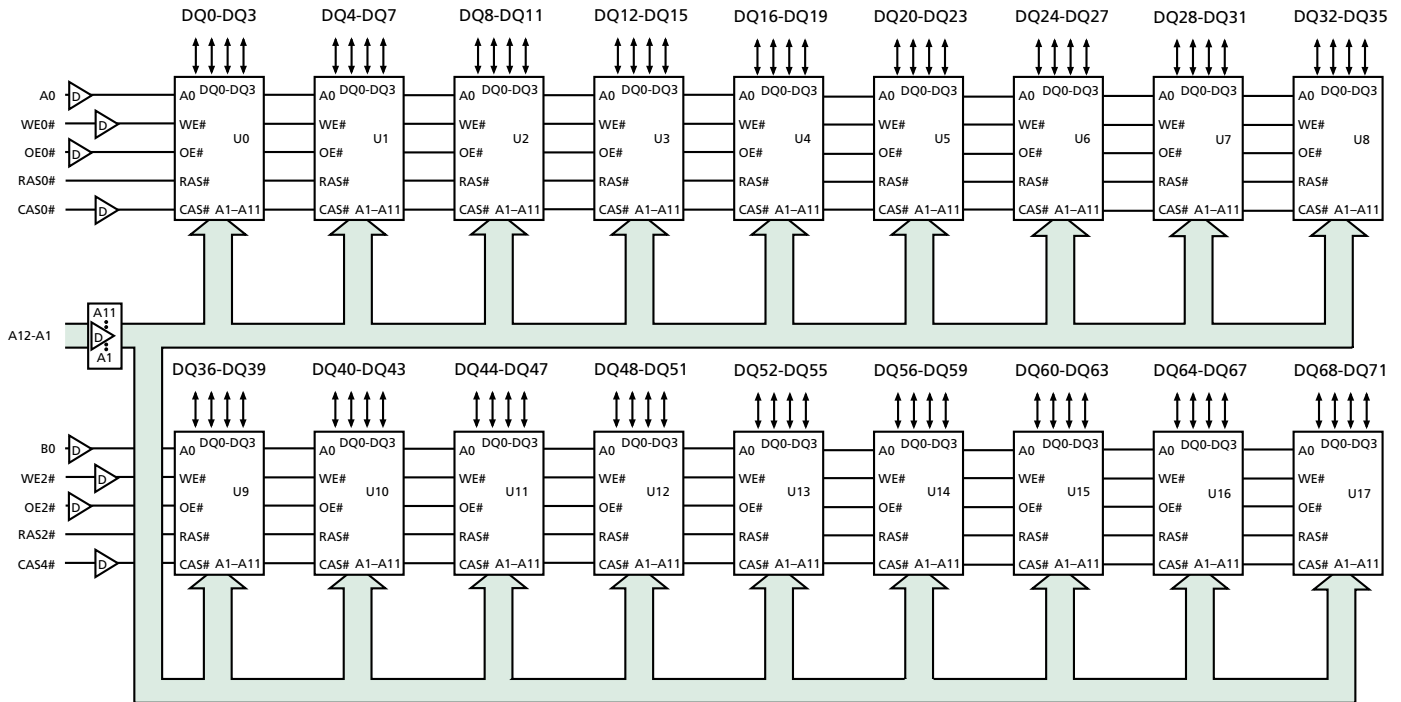 DQ0-DQ3 DQ4-DQ7 DQ8-DQ11 DQ12-DQ15 DQ16-DQ19 DQ20-DQ23 DQ24-DQ27 DQ28-DQ31 DQ32-DQ35
A0 D A0 DQ0-DQ3 A0 DQ0-DQ3 A0 DQ0-DQ3 A0 DQ0-DQ3 A0 DQ0-DQ3 A0 DQ0-DQ3 A0 DQ0-DQ3 A0 DQ0-DQ3 A0 DQ0-DQ3
WE0# D WE# WE# WE# WE# WE# WE# WE# WE# WE#
U0 U1 U2 U3 U4 U5 U6 U7 U8
OE0# D OE# OE# OE# OE# OE# OE# OE# OE# OE#
RAS0# RAS# RAS# RAS# RAS# RAS# RAS# RAS# RAS# RAS#
CAS0# D CAS# A1–A11 CAS# A1–A11 CAS# A1–A11 CAS# A1–A11 CAS# A1–A11 CAS# A1–A11 CAS# A1–A11 CAS# A1–A11 CAS# A1–A11
A11
A12-A1 D
A1
DQ36-DQ39 DQ40-DQ43 DQ44-DQ47 DQ48-DQ51 DQ52-DQ55 DQ56-DQ59 DQ60-DQ63 DQ64-DQ67 DQ68-DQ71
B0 D A0 DQ0-DQ3 A0 DQ0-DQ3 A0 DQ0-DQ3 A0 DQ0-DQ3 A0 DQ0-DQ3 A0 DQ0-DQ3 A0 DQ0-DQ3 A0 DQ0-DQ3 A0 DQ0-DQ3
WE2# D WE# WE# WE# WE# WE# WE# WE# WE# WE#
U9 U10 U11 U12 U13 U14 U15 U16 U17
OE2# D OE# OE# OE# OE# OE# OE# OE# OE# OE#
RAS2# RAS# RAS# RAS# RAS# RAS# RAS# RAS# RAS# RAS#
CAS4# D CAS# A1–A11 CAS# A1–A11 CAS# A1–A11 CAS# A1–A11 CAS# A1–A11 CAS# A1–A11 CAS# A1–A11 CAS# A1–A11 CAS# A1–A11